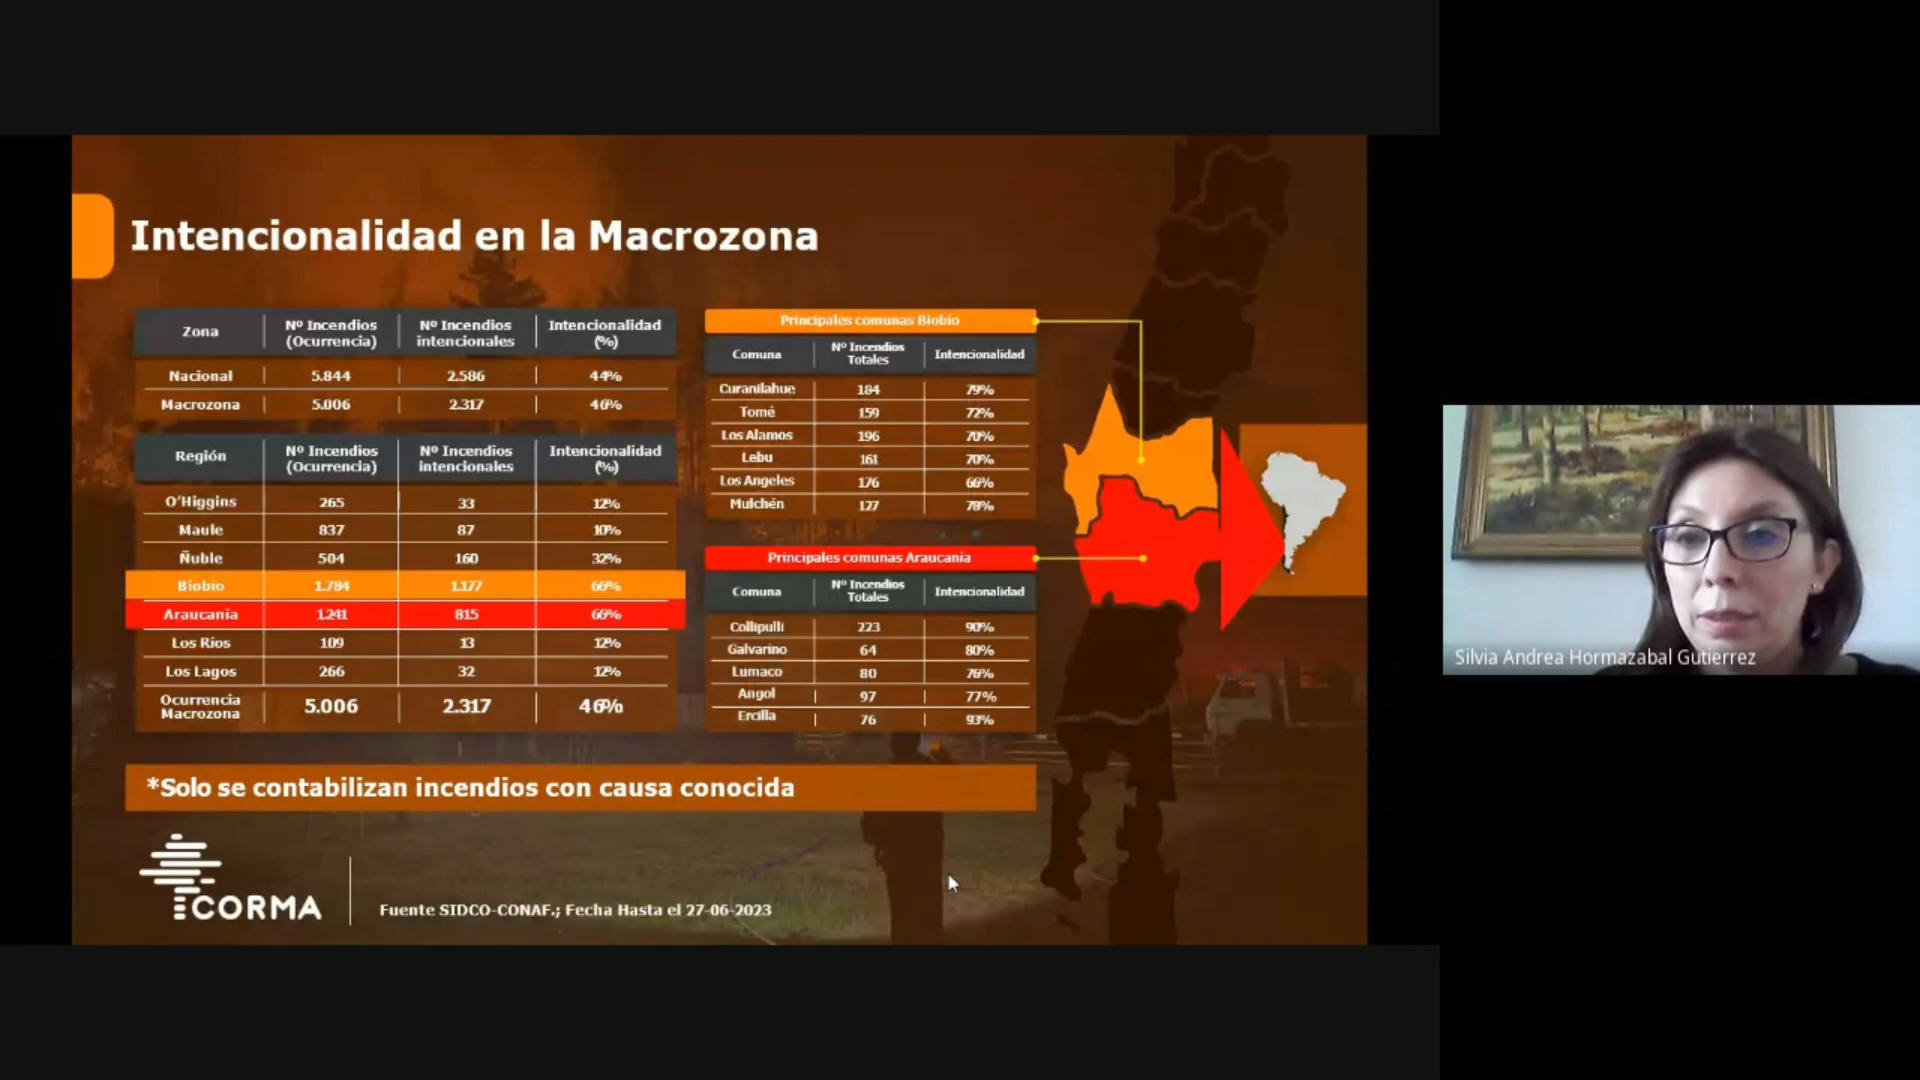 Intencionalidad en la Macrozona
Zona | Nº Incendios (Ocurrencia) | Nº Incendios intencionales | Intencionalidad (%)
Nacional | 5.844 | 2.586 | 44%
Macrozona | 5.006 | 2.317 | 46%
Región | Nº Incendios (Ocurrencia) | Nº Incendios intencionales | Intencionalidad (%)
O'Higgins | 265 | 33 | 12%
Maule | 837 | 87 | 10%
Ñuble | 504 | 160 | 32%
Biobío | 1.784 | 1.177 | 66%
Araucanía | 1.241 | 815 | 66%
Los Ríos | 109 | 13 | 12%
Los Lagos | 266 | 32 | 12%
Ocurrencia Macrozona | 5.006 | 2.317 | 46%
Principales comunas Biobío
Comuna | Nº Incendios Totales | Intencionalidad
Curanilahue | 184 | 79%
Tomé | 159 | 72%
Los Alamos | 196 | 70%
Lebu | 161 | 70%
Los Angeles | 176 | 66%
Mulchén | 127 | 78%
Principales comunas Araucanía
Comuna | Nº Incendios Totales | Intencionalidad
Collipulli | 223 | 90%
Galvarino | 64 | 80%
Lumaco | 80 | 76%
Angol | 97 | 77%
Ercilla | 76 | 93%
*Solo se contabilizan incendios con causa conocida
CORMA
Fuente SIDCO-CONAF.; Fecha Hasta el 27-06-2023
Silvia Andrea Hormazabal Gutierrez